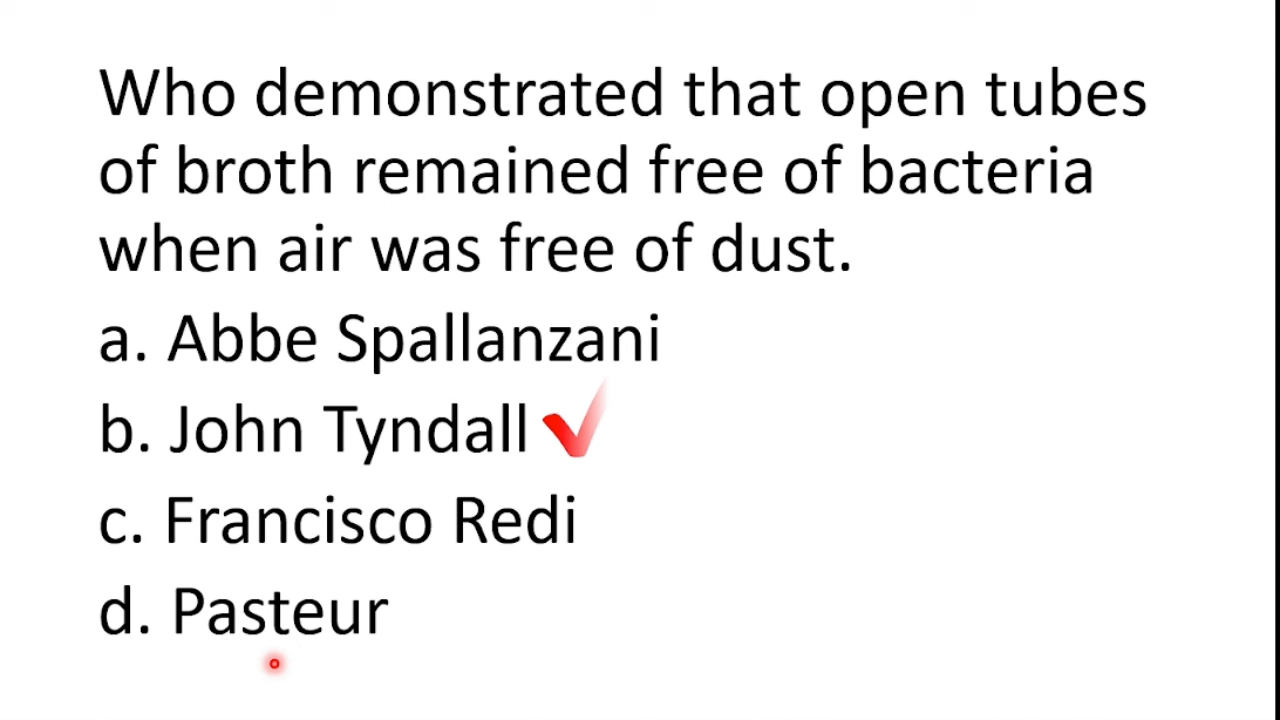 Who demonstrated that open tubes
of broth remained free of bacteria
when air was free of dust.
a. Abbe Spallanzani
b. John Tyndall
c. Francisco Redi
d. Pasteur